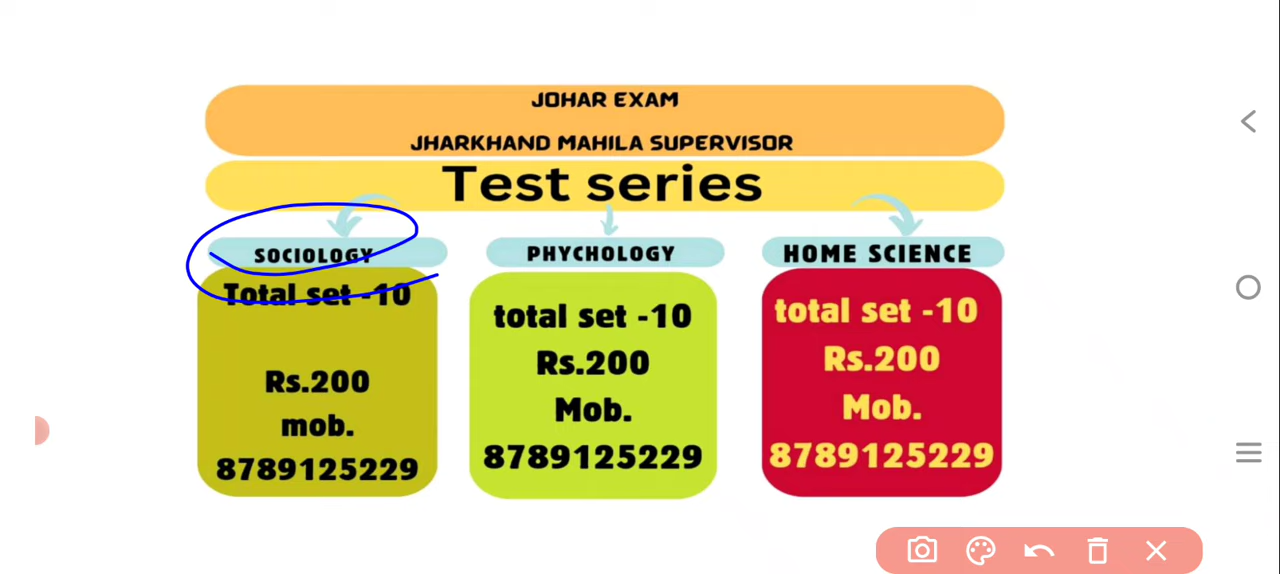 JOHAR EXAM
JHARKHAND MAHILA SUPERVISOR
Test series
SOCIOLOGY
Total set -10
Rs.200
mob.
8789125229
PHYCHOLOGY
total set -10
Rs.200
Mob.
8789125229
HOME SCIENCE
total set -10
Rs.200
Mob.
8789125229